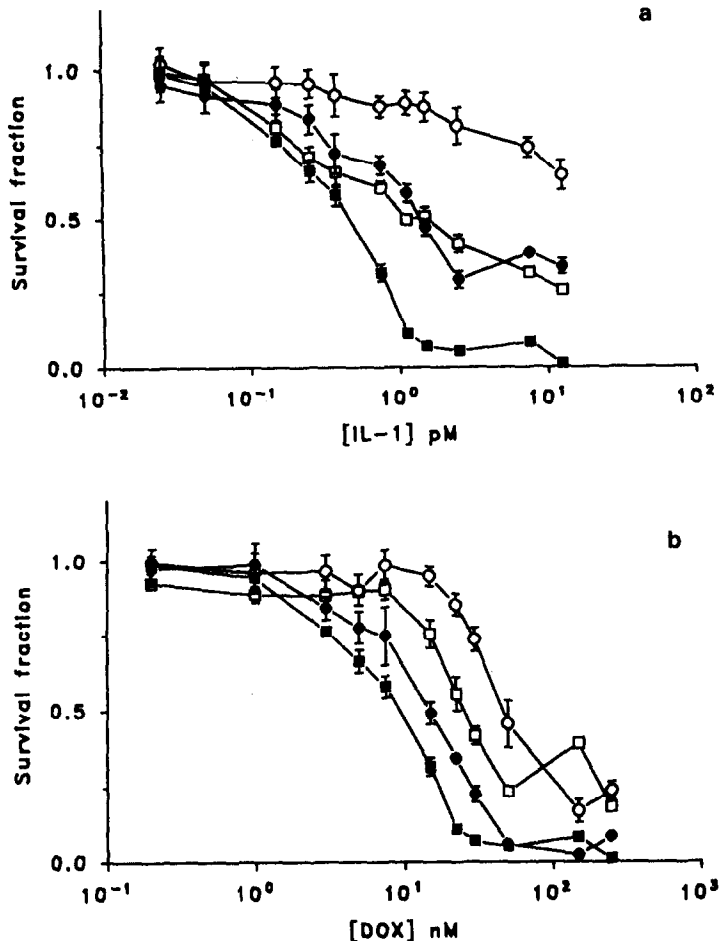 a
1.0
0.5
0.0
Survival fraction
10⁻² 10⁻¹ 10⁰ 10¹ 10²
[IL-1] pM
b
1.0
0.5
0.0
Survival fraction
10⁻¹ 10⁰ 10¹ 10² 10³
[DOX] nM